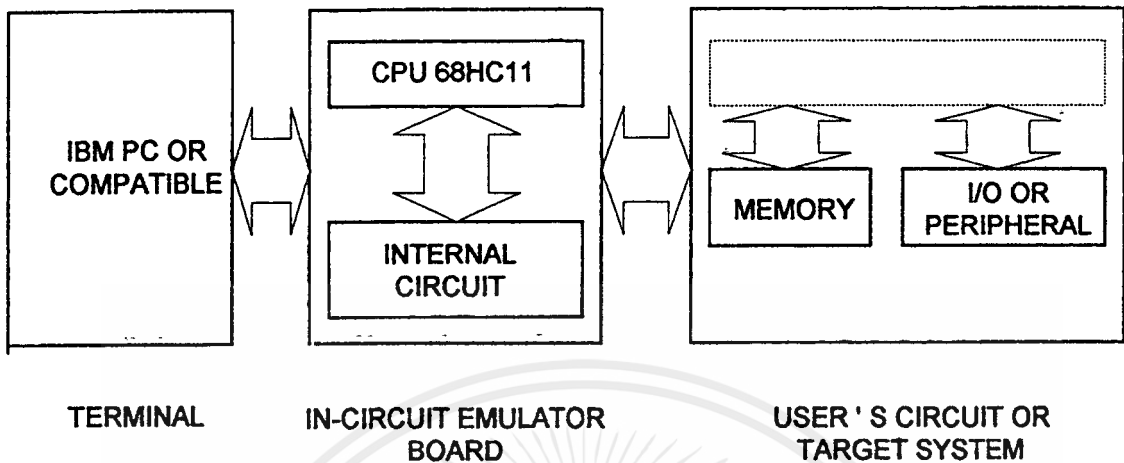 IBM PC OR
COMPATIBLE
CPU 68HC11
INTERNAL
CIRCUIT
MEMORY
I/O OR
PERIPHERAL
TERMINAL
IN-CIRCUIT EMULATOR
BOARD
USER ' S CIRCUIT OR
TARGET SYSTEM